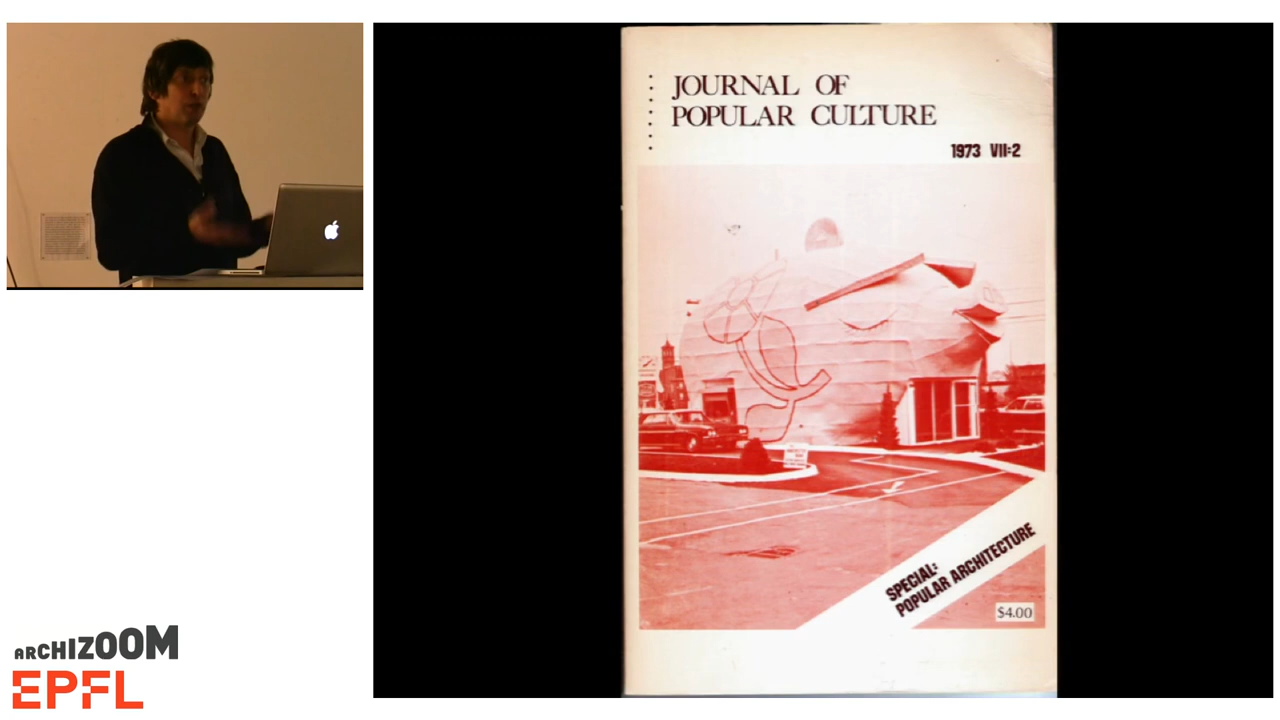 JOURNAL OF
POPULAR CULTURE
1973 VII:2
SPECIAL:
POPULAR ARCHITECTURE
$4.00
ARCHIZOOM
EPFL